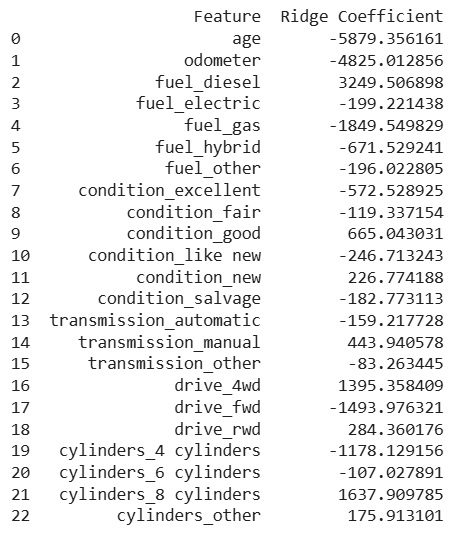 Feature Ridge Coefficient
0 age -5879.356161
1 odometer -4825.012856
2 fuel_diesel 3249.506898
3 fuel_electric -199.221438
4 fuel_gas -1849.549829
5 fuel_hybrid -671.529241
6 fuel_other -196.022805
7 condition_excellent -572.528925
8 condition_fair -119.337154
9 condition_good 665.043031
10 condition_like new -246.713243
11 condition_new 226.774188
12 condition_salvage -182.773113
13 transmission_automatic -159.217728
14 transmission_manual 443.940578
15 transmission_other -83.263445
16 drive_4wd 1395.358409
17 drive_fwd -1493.976321
18 drive_rwd 284.360176
19 cylinders_4 cylinders -1178.129156
20 cylinders_6 cylinders -107.027891
21 cylinders_8 cylinders 1637.909785
22 cylinders_other 175.913101